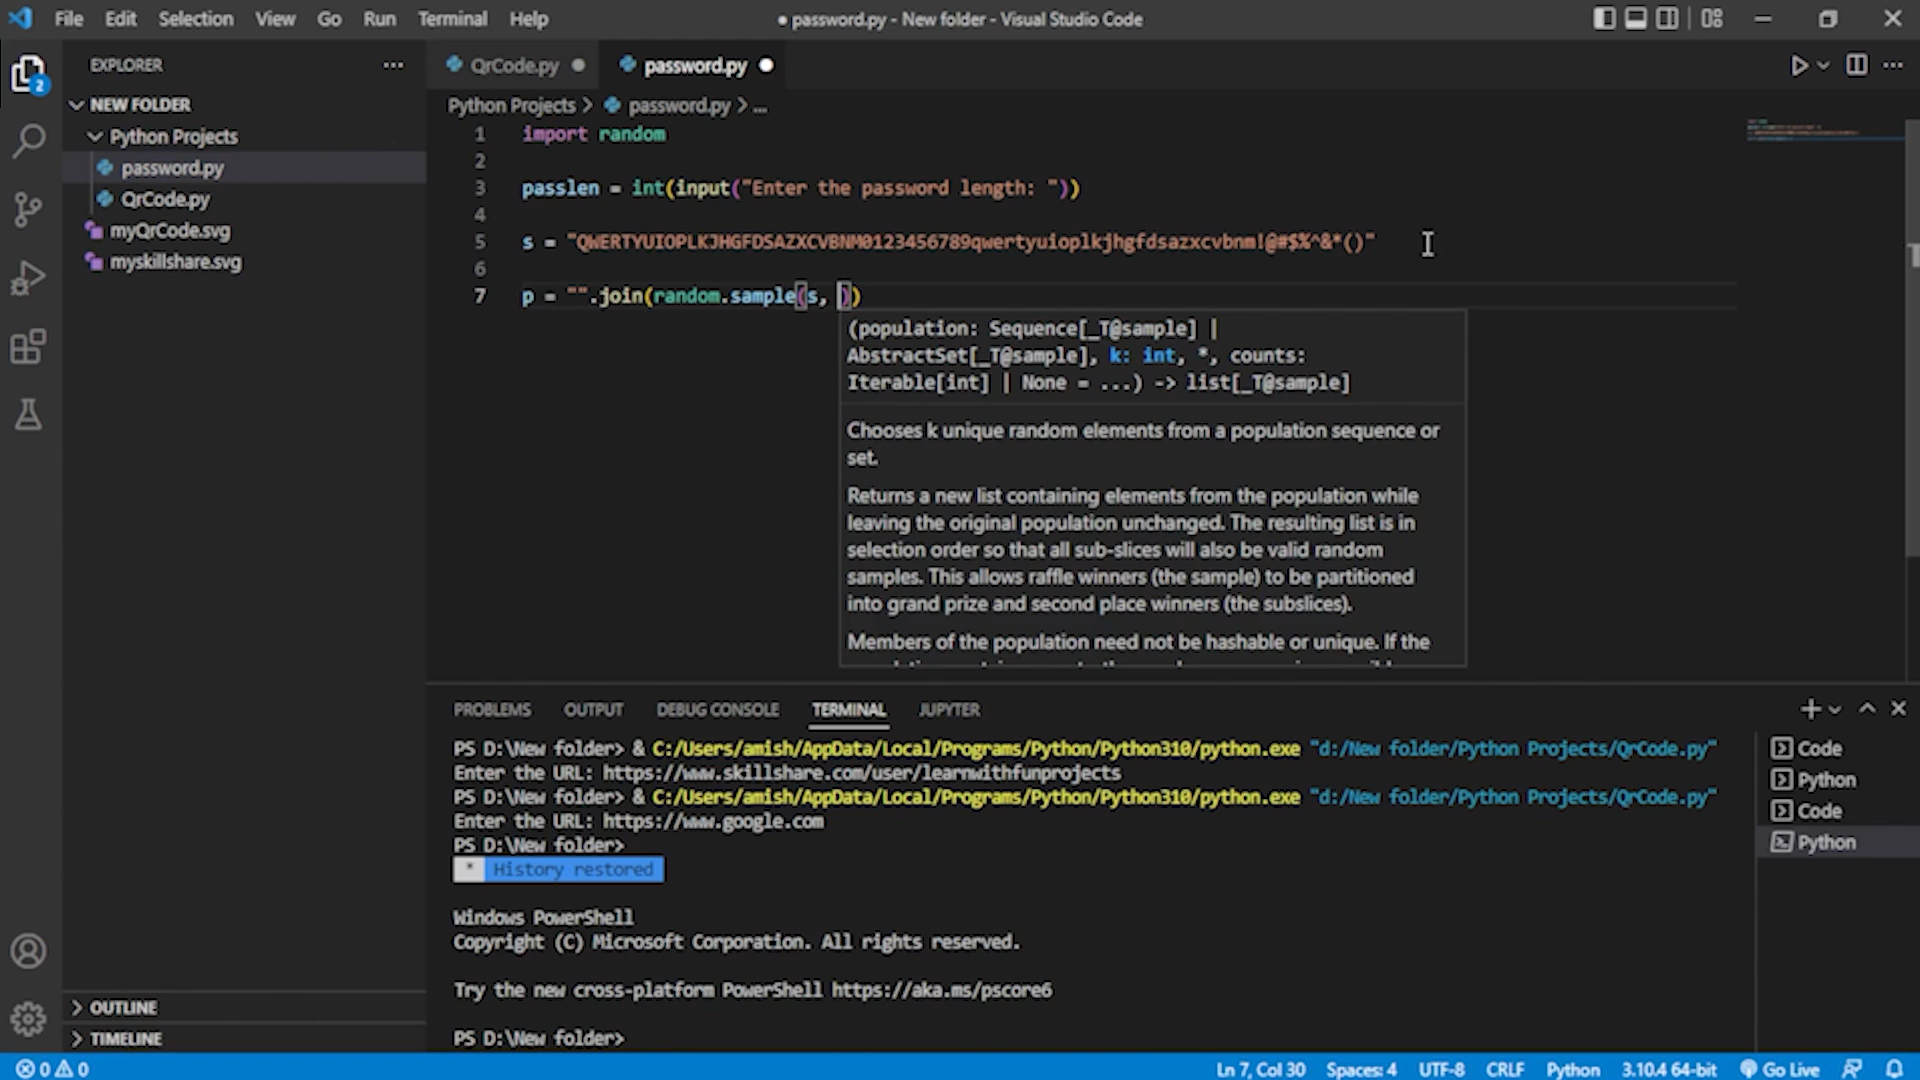 File Edit Selection View Go Run Terminal Help
● password.py - New folder - Visual Studio Code
2
EXPLORER
NEW FOLDER
Python Projects
password.py
QrCode.py
myQrCode.svg
myskillshare.svg
OUTLINE
TIMELINE
QrCode.py
password.py
Python Projects > password.py > ...
1 import random
2
3 passlen = int(input("Enter the password length: "))
4
5 s = "QWERTYUIOPLKJHGFDSAZXCVBNM0123456789qwertyuioplkjhgfdsazxcvbnm!@#$%^&*()"
6
7 p = "".join(random.sample(s, ))
(population: Sequence[_T@sample] |
AbstractSet[_T@sample], k: int, *, counts:
Iterable[int] | None = ...) -> list[_T@sample]
Chooses k unique random elements from a population sequence or
set.
Returns a new list containing elements from the population while
leaving the original population unchanged. The resulting list is in
selection order so that all sub-slices will also be valid random
samples. This allows raffle winners (the sample) to be partitioned
into grand prize and second place winners (the subslices).
Members of the population need not be hashable or unique. If the
PROBLEMS OUTPUT DEBUG CONSOLE TERMINAL JUPYTER
PS D:\New folder> & C:/Users/amish/AppData/Local/Programs/Python/Python310/python.exe "d:/New folder/Python Projects/QrCode.py"
Enter the URL: https://www.skillshare.com/user/learnwithfunprojects
PS D:\New folder> & C:/Users/amish/AppData/Local/Programs/Python/Python310/python.exe "d:/New folder/Python Projects/QrCode.py"
Enter the URL: https://www.google.com
PS D:\New folder>
* History restored
Windows PowerShell
Copyright (C) Microsoft Corporation. All rights reserved.
Try the new cross-platform PowerShell https://aka.ms/pscore6
PS D:\New folder>
Code
Python
Code
Python
0 0
Ln 7, Col 30 Spaces: 4 UTF-8 CRLF Python 3.10.4 64-bit Go Live